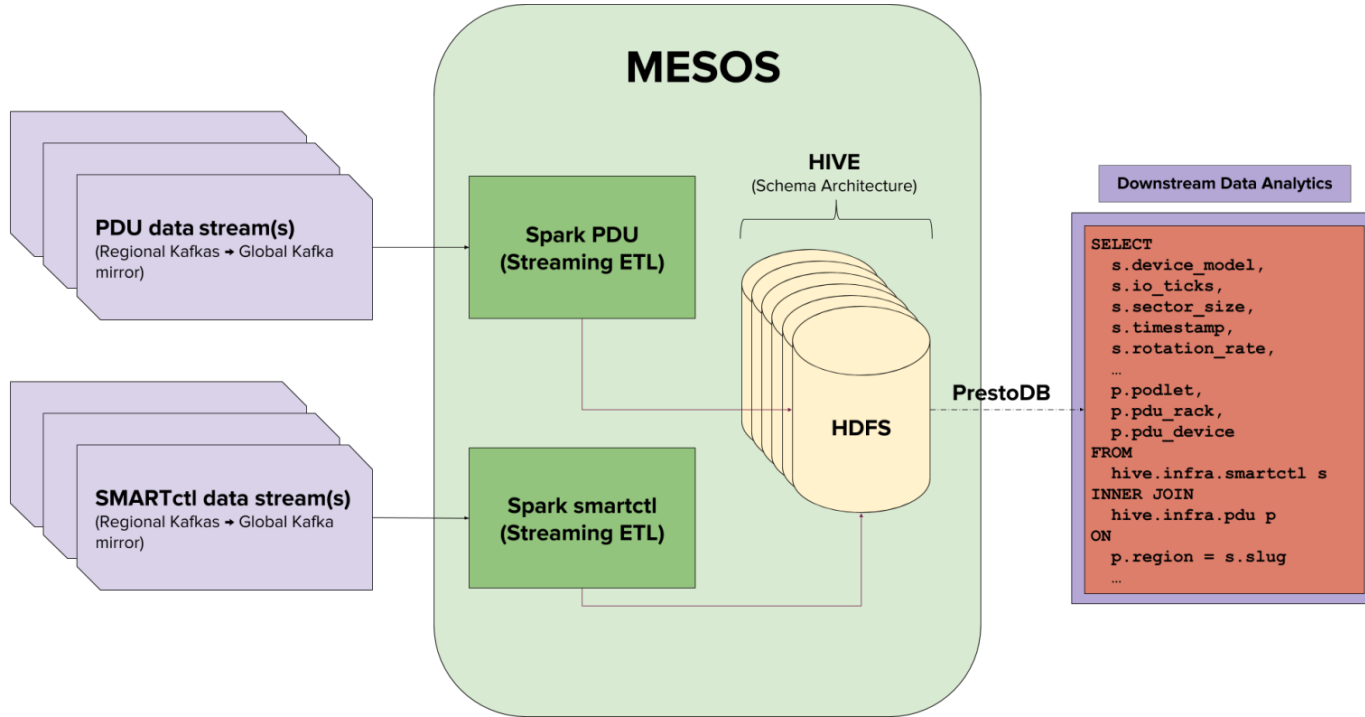 MESOS
PDU data stream(s)
(Regional Kafkas → Global Kafka
mirror)
SMARTctl data stream(s)
(Regional Kafkas → Global Kafka
mirror)
Spark PDU
(Streaming ETL)
Spark smartctl
(Streaming ETL)
HIVE
(Schema Architecture)
HDFS
PrestoDB
Downstream Data Analytics
SELECT
s.device_model,
s.io_ticks,
s.sector_size,
s.timestamp,
s.rotation_rate,
…
p.podlet,
p.pdu_rack,
p.pdu_device
FROM
hive.infra.smartctl s
INNER JOIN
hive.infra.pdu p
ON
p.region = s.slug
…